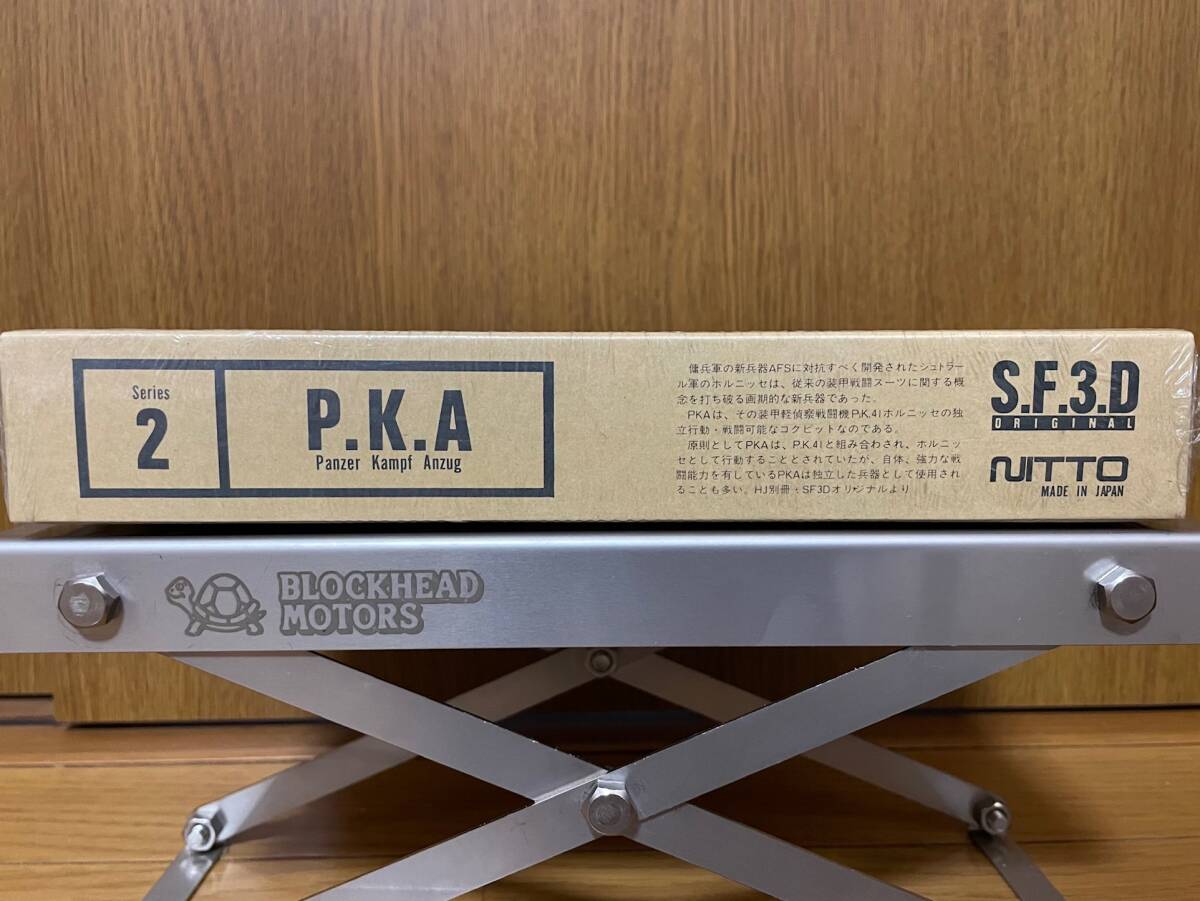 Series
2
P.K.A
Panzer Kampf Anzug
傭兵軍の新兵器AFSに対抗すべく開発されたシュトラー
ル軍のホルニッセは、従来の装甲戦闘スーツに関する概
念を打ち破る画期的な新兵器であった。
PKAは、その装甲軽偵察戦闘機P.K.41ホルニッセの独
立行動・戦闘可能なコクピットなのである。
原則としてPKAは、P.K.41と組み合わされ、ホルニッ
セとして行動することとされていたが、自体、強力な戦
闘能力を有しているPKAは独立した兵器として使用され
ることも多い。HJ別冊:SF3Dオリジナルより
S.F.3.D
ORIGINAL
NITTO
MADE IN JAPAN
BLOCKHEAD
MOTORS